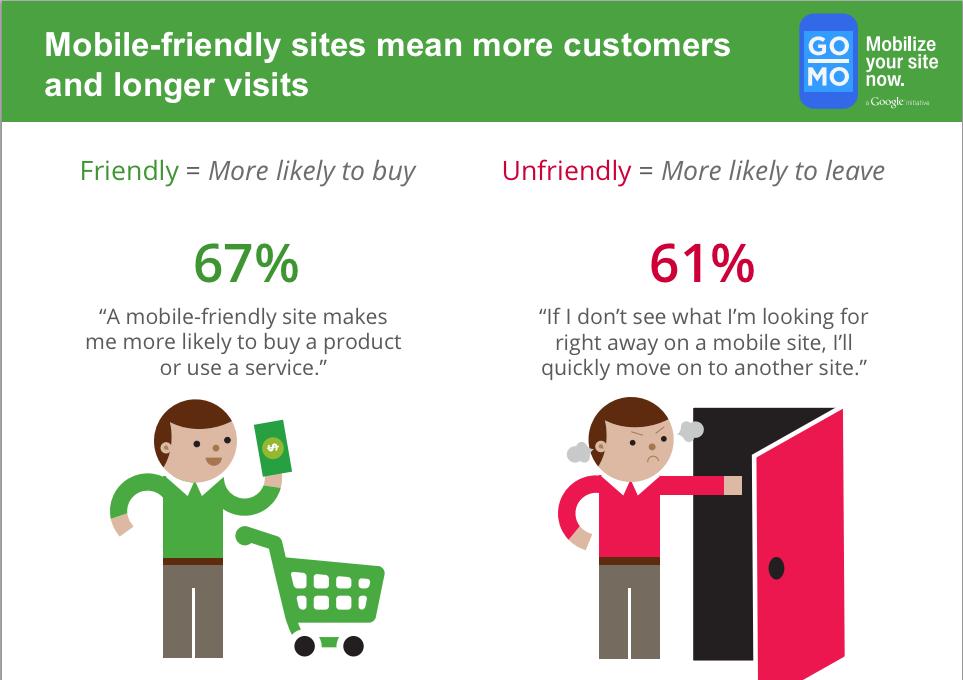 Mobile-friendly sites mean more customers
and longer visits
GO
MO
Mobilize
your site
now.
a Google initiative
Friendly = More likely to buy
Unfriendly = More likely to leave
67%
“A mobile-friendly site makes
me more likely to buy a product
or use a service.”
61%
“If I don’t see what I’m looking for
right away on a mobile site, I’ll
quickly move on to another site.”
$